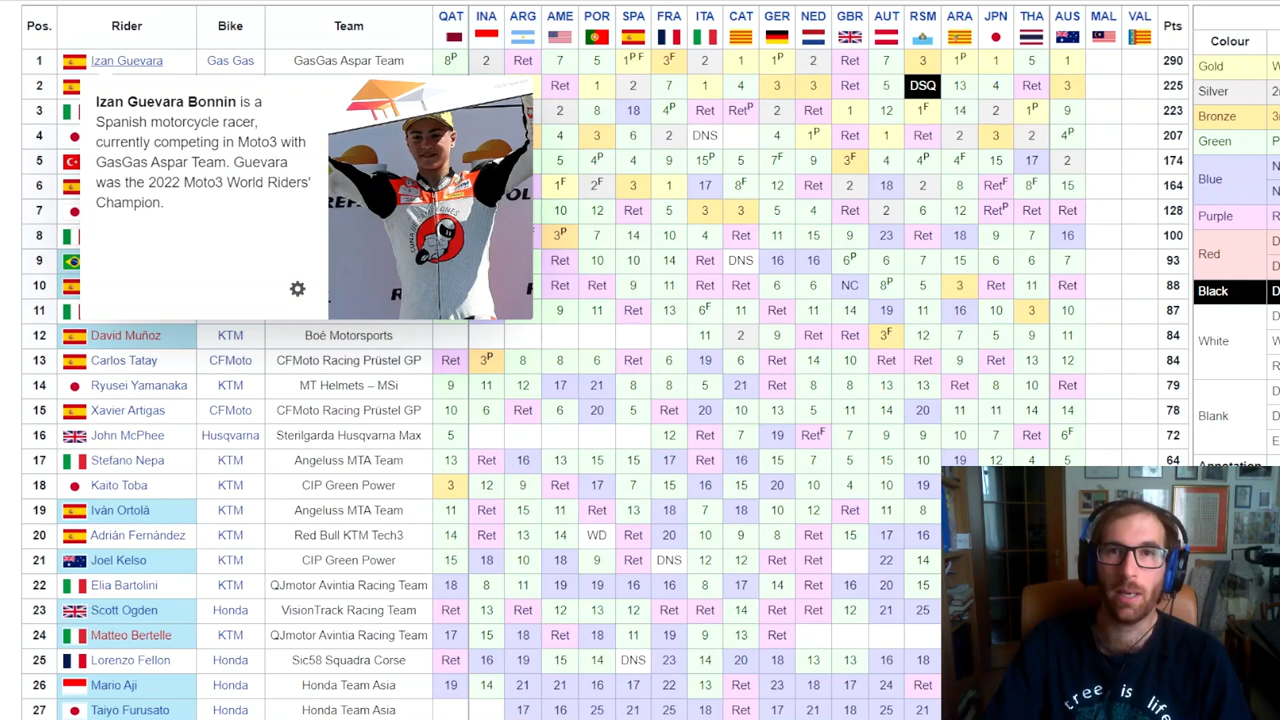 Pos. Rider Bike Team QAT INA ARG AME POR SPA FRA ITA CAT GER NED GBR AUT RSM ARA JPN THA AUS MAL VAL Pts Colour
1 Izan Guevara Gas Gas GasGas Aspar Team 8P 2 Ret 7 5 1P F 3F 2 1 1P 2 Ret 7 3 1P 1 5 1 290 Gold
2 Ret 1 2 7 1 4 3 3 Ret 5 DSQ 13 4 Ret 3 225 Silver 2
3 2 8 18 4P Ret RetP 2 Ret 1 12 1F 14 2 1P 9 209 Bronze 3
4 4 3 6 2 DNS 4 1P Ret 1 Ret 2 3 2 4P 207 Green P
5 5 4P 4 9 15P 5 7F 9 3F 4 4P 4F 15 17 2 174 Blue N
6 1F 2F 3 1 17 8F 12 Ret 2 18 2 8 RetF 8F 15 164 N
7 10 12 Ret 5 3 3 5 4 Ret 2 6 12 RetP Ret Ret 128 Purple R
8 3P 7 14 10 4 Ret 11 15 9 23 Ret 18 9 7 16 100 Red D
9 Ret 10 10 14 Ret DNS 16 16 6P 6 7 15 6 6 7 93 D
10 Ret Ret 9 11 Ret Ret 6 6 NC 8P 5 3 Ret 11 8 88 Black D
11 9 11 Ret 13 6F 11 Ret 11 Ret 19 11 16 10 3 10 87 D
12 David Muñoz KTM Boé Motorsports 11 2 9 Ret Ret 3F 12 7 5 9 11 84 White W
13 Carlos Tatay CFMoto CFMoto Racing Prüstel GP Ret 3P 8 8 6 Ret 6 19 6 Ret 14 10 Ret Ret 9 Ret 13 12 84 R
14 Ryusei Yamanaka KTM MT Helmets – MSi 9 11 12 17 21 8 8 5 21 Ret 8 8 13 13 Ret 8 10 Ret 79 D
15 Xavier Artigas CFMoto CFMoto Racing Prüstel GP 10 6 Ret 6 20 5 Ret 20 10 13 5 11 14 20 11 11 14 14 78 Blank D
16 John McPhee Husqvarna Sterilgarda Husqvarna Max 5 12 Ret 7 19 RetF 7 9 9 10 7 Ret 6F 72 E
17 Stefano Nepa KTM Angeluss MTA Team 13 Ret 16 13 15 15 17 Ret 16 15 7 5 15 10 19 12 4 5 64 Annotation
18 Kaito Toba KTM CIP Green Power 3 12 9 Ret 17 7 15 16 15 20 10 4 10 19
19 Iván Ortolá KTM Angeluss MTA Team 11 Ret 15 11 Ret 13 18 7 18 10 12 Ret 11 8
20 Adrián Fernández KTM Red Bull KTM Tech3 14 Ret 13 14 WD Ret 20 10 9 8 Ret 15 17 16
21 Joel Kelso KTM CIP Green Power 15 18 10 18 9 Ret DNS 12 12 14 Ret 22 14
22 Elia Bartolini KTM QJmotor Avintia Racing Team 18 8 11 19 19 16 16 8 17 14 Ret 16 20 15
23 Scott Ogden Honda VisionTrack Racing Team Ret 13 Ret 12 13 12 Ret Ret 14 Ret Ret 12 21 25
24 Matteo Bertelle KTM QJmotor Avintia Racing Team 17 15 18 Ret 18 11 19 9 13 Ret
25 Lorenzo Fellon Honda Sic58 Squadra Corse Ret 16 19 15 14 DNS 23 24 20 18 13 13 16 18
26 Mario Aji Honda Honda Team Asia 19 14 21 21 16 17 22 13 Ret 23 18 17 24 Ret
27 Taiyo Furusato Honda Honda Team Asia 17 16 25 21 25 18 Ret 22 17 18 25 21
Izan Guevara Bonnin is a
Spanish motorcycle racer,
currently competing in Moto3 with
GasGas Aspar Team. Guevara
was the 2022 Moto3 World Riders'
Champion.
tree is life